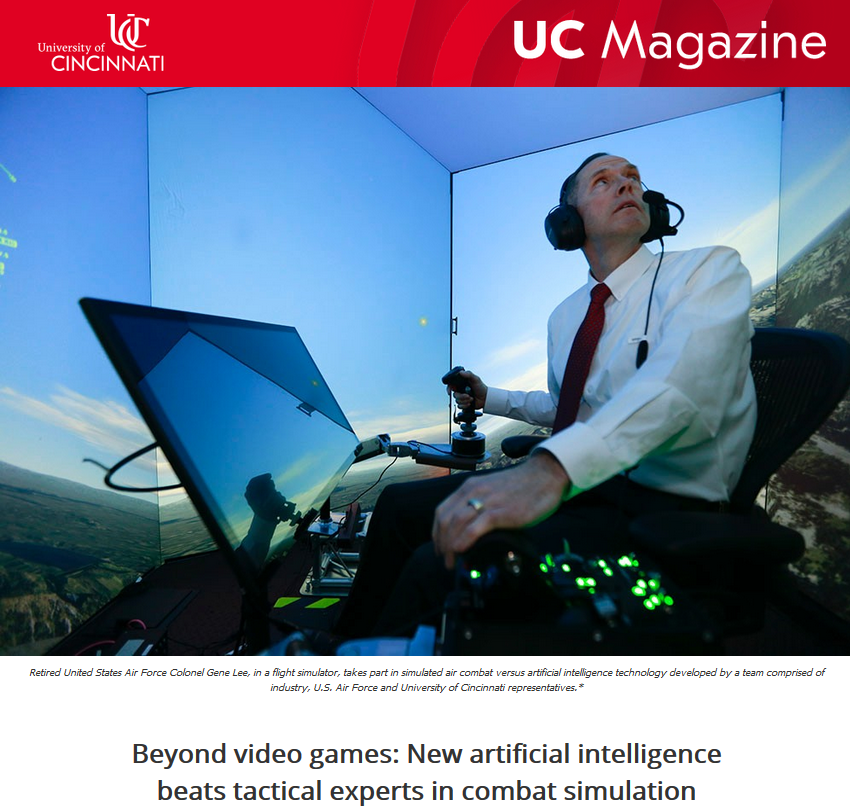 University of
CINCINNATI
UC Magazine
Retired United States Air Force Colonel Gene Lee, in a flight simulator, takes part in simulated air combat versus artificial intelligence technology developed by a team comprised of
industry, U.S. Air Force and University of Cincinnati representatives.*
Beyond video games: New artificial intelligence
beats tactical experts in combat simulation